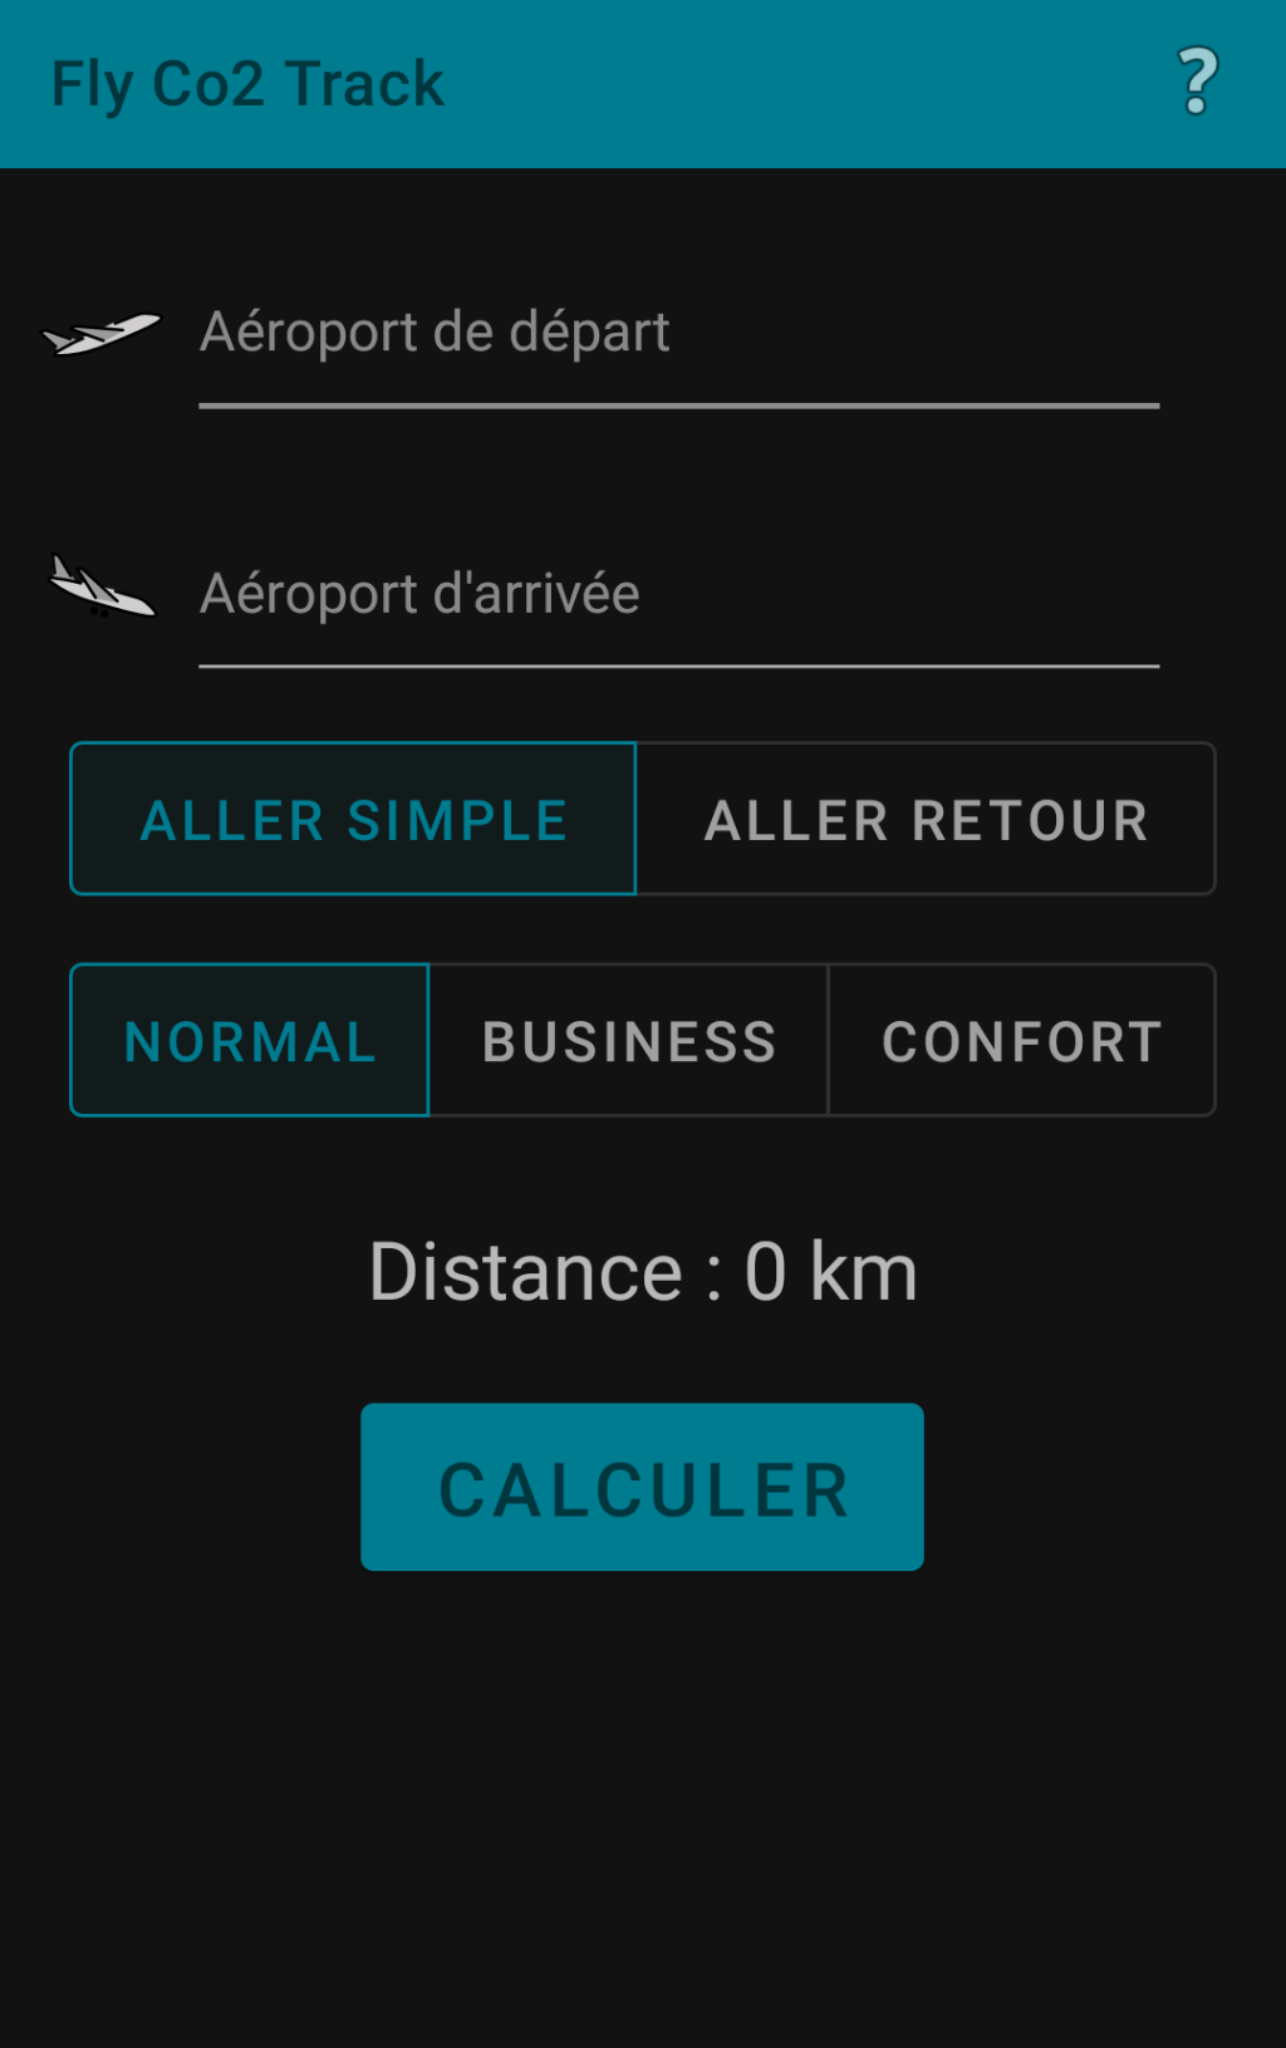 Fly Co2 Track ?
Aéroport de départ
Aéroport d'arrivée
ALLER SIMPLE ALLER RETOUR
NORMAL BUSINESS CONFORT
Distance : 0 km
CALCULER